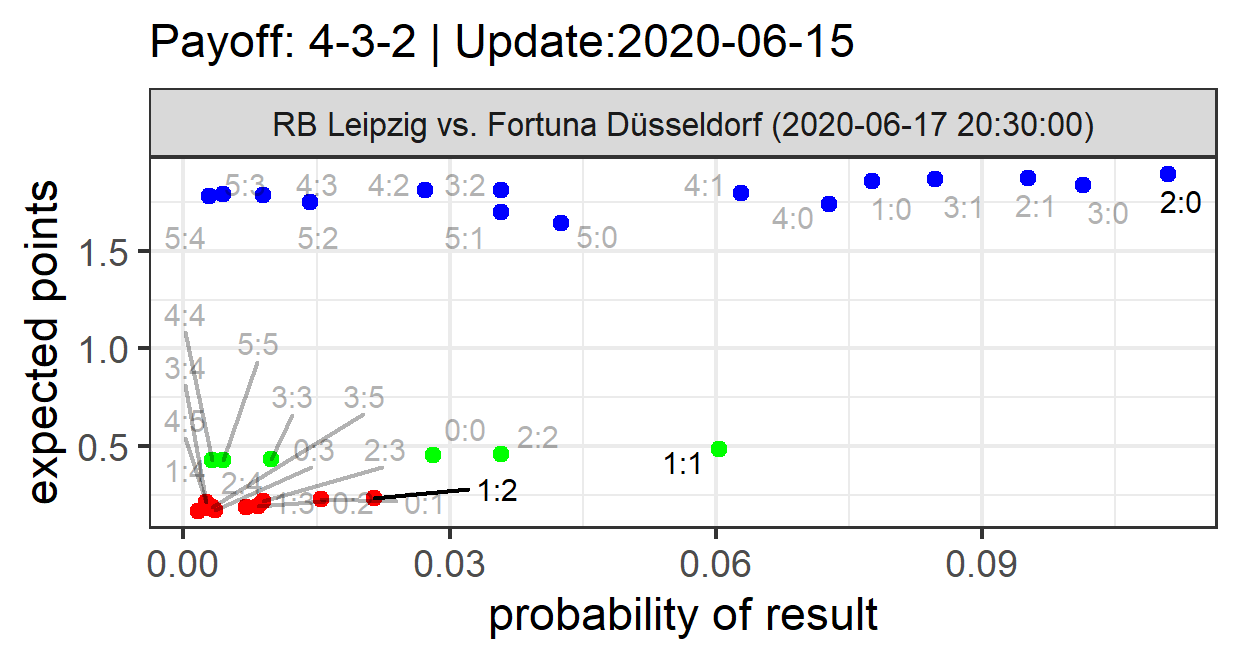 Payoff: 4-3-2 | Update:2020-06-15
RB Leipzig vs. Fortuna Düsseldorf (2020-06-17 20:30:00)
expected points
1.5
1.0
0.5
5:3 4:3 4:2 3:2 4:1
4:0 1:0 3:1 2:1 3:0 2:0
5:4 5:2 5:1 5:0
4:4
5:5
3:4
3:3 3:5
4:5
0:0 2:2
0:3 2:3
1:1
1:4
2:4
1:2
1:3 0:2 0:1
0.00 0.03 0.06 0.09
probability of result